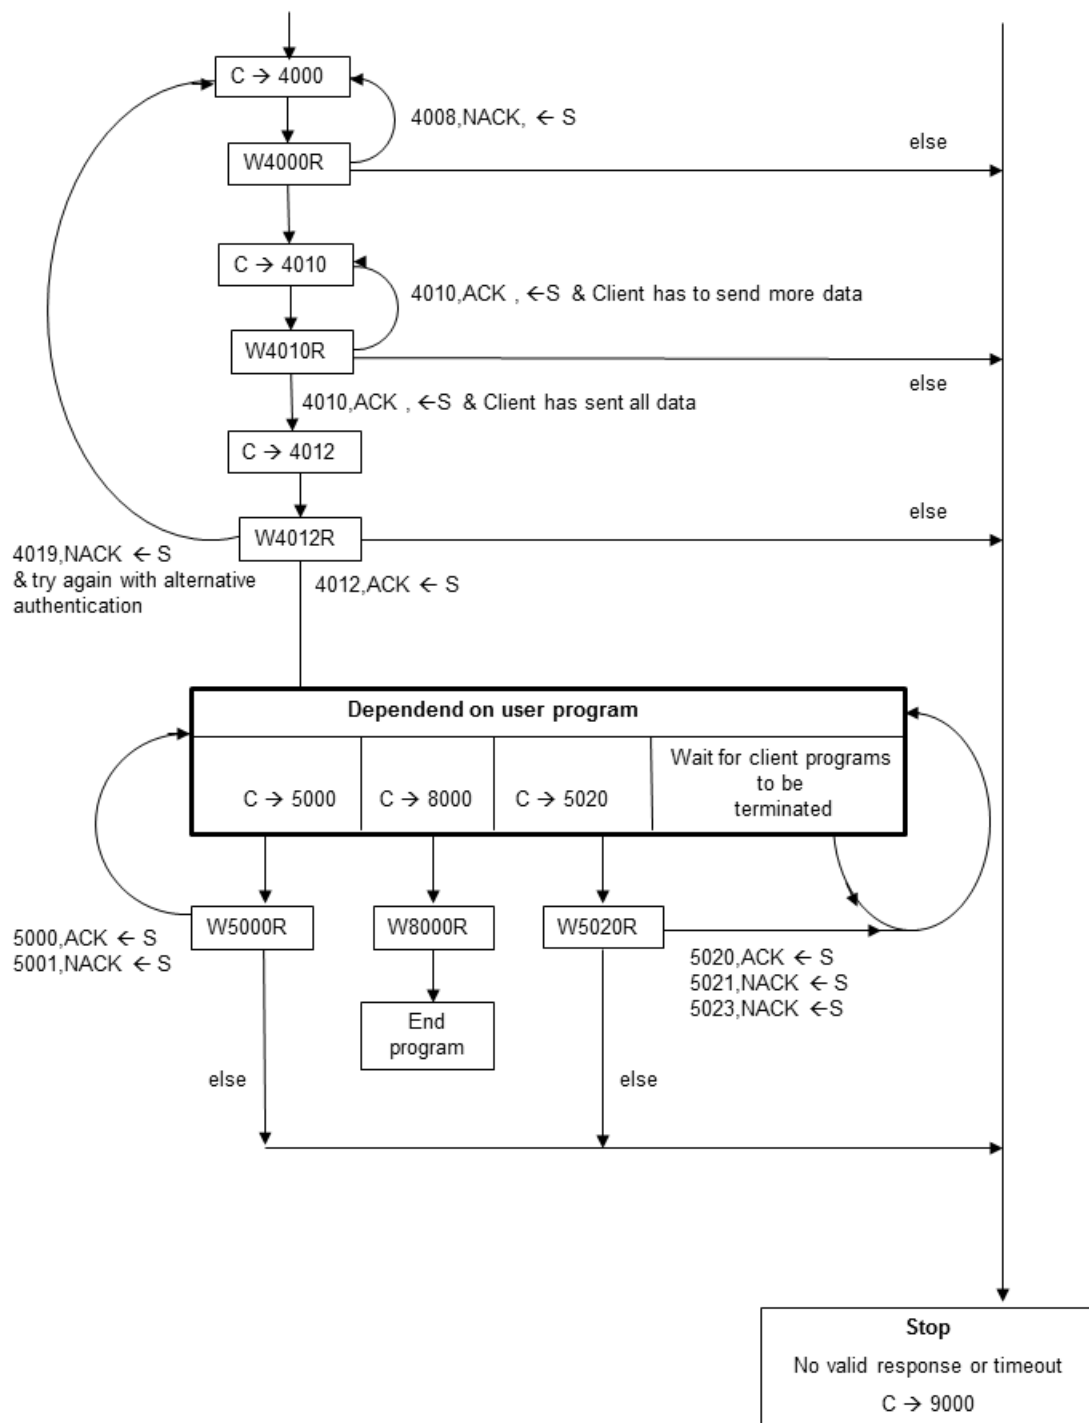 C → 4000
4008,NACK, ← S
else
W4000R
C → 4010
4010,ACK , ←S & Client has to send more data
W4010R
else
4010,ACK , ←S & Client has sent all data
C → 4012
else
W4012R
4019,NACK ← S
& try again with alternative
authentication
4012,ACK ← S
Dependend on user program
Wait for client programs
to be
terminated
C → 5000
C → 8000
C → 5020
W5000R
W8000R
W5020R
5000,ACK ← S
5001,NACK ← S
5020,ACK ← S
5021,NACK ← S
5023,NACK ←S
End
program
else
else
Stop
No valid response or timeout
C → 9000